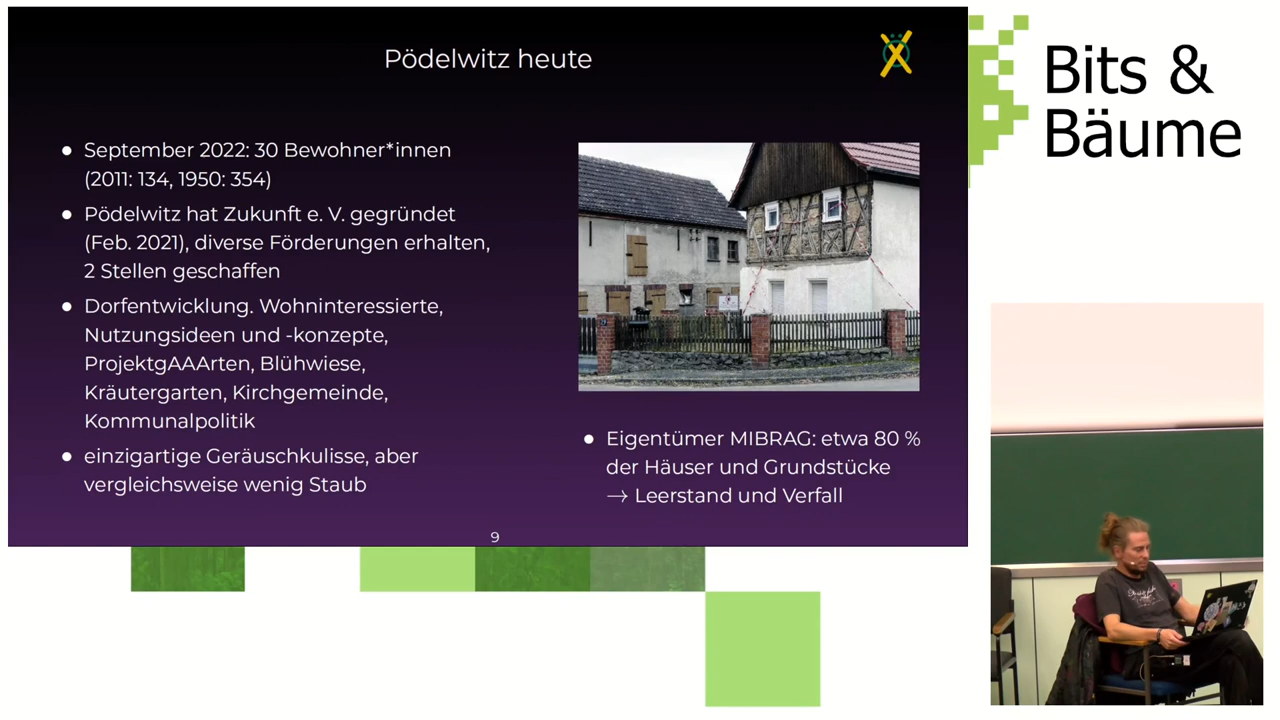 Pödelwitz heute
● September 2022: 30 Bewohner*innen
(2011: 134, 1950: 354)
● Pödelwitz hat Zukunft e. V. gegründet
(Feb. 2021), diverse Förderungen erhalten,
2 Stellen geschaffen
● Dorfentwicklung. Wohninteressierte,
Nutzungsideen und -konzepte,
ProjektgAAArten, Blühwiese,
Kräutergarten, Kirchgemeinde,
Kommunalpolitik
● einzigartige Geräuschkulisse, aber
vergleichsweise wenig Staub
● Eigentümer MIBRAG: etwa 80 %
der Häuser und Grundstücke
→ Leerstand und Verfall
9
Bits &
Bäume